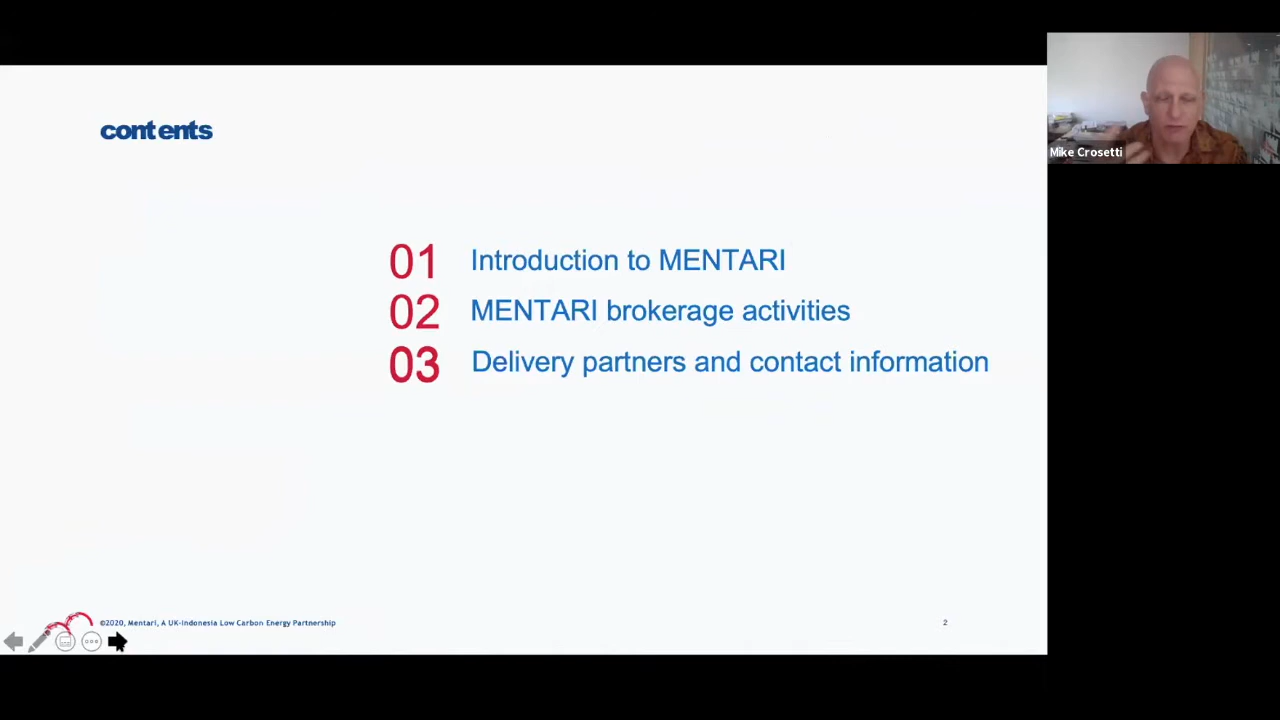 contents
01 Introduction to MENTARI
02 MENTARI brokerage activities
03 Delivery partners and contact information
©2020, Mentari, A UK-Indonesia Low Carbon Energy Partnership
2
Mike Crosetti